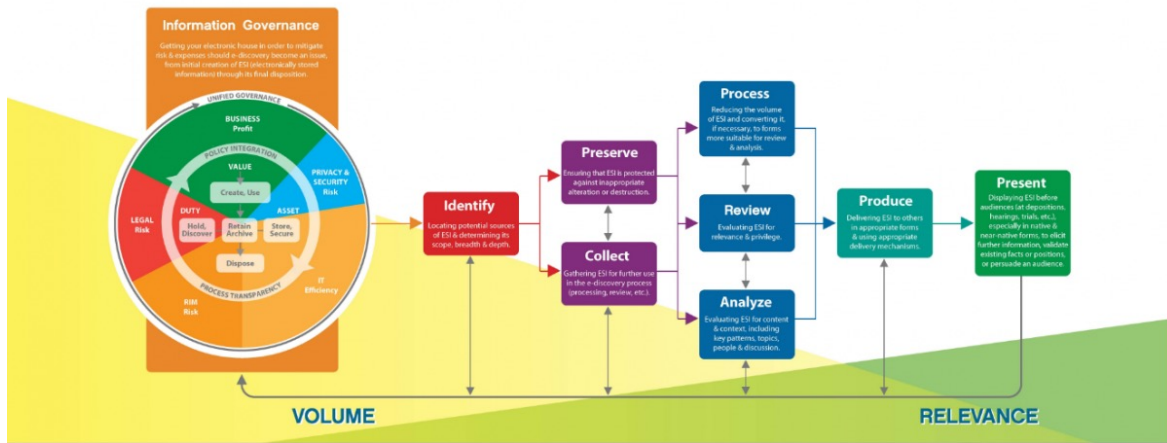 Information Governance
Getting your electronic house in order to mitigate
risk & expenses should e-discovery become an issue,
from initial creation of ESI (electronically stored
information) through its final disposition.
UNIFIED GOVERNANCE
BUSINESS
Profit
POLICY INTEGRATION
VALUE
Create, Use
PRIVACY &
SECURITY
Risk
LEGAL
Risk
DUTY
ASSET
Hold,
Discover
Retain
Archive
Store,
Secure
Dispose
PROCESS TRANSPARENCY
RIM
Risk
IT
Efficiency
Identify
Locating potential sources
of ESI & determining its
scope, breadth & depth.
Preserve
Ensuring that ESI is protected
against inappropriate
alteration or destruction.
Collect
Gathering ESI for further use
in the e-discovery process
(processing, review, etc.).
Process
Reducing the volume
of ESI and converting it,
if necessary, to forms
more suitable for review
& analysis.
Review
Evaluating ESI for
relevance & privilege.
Analyze
Evaluating ESI for content
& context, including
key patterns, topics,
people & discussion.
Produce
Delivering ESI to others
in appropriate forms
& using appropriate
delivery mechanisms.
Present
Displaying ESI before
audiences (at depositions,
hearings, trials, etc.),
especially in native &
near-native forms, to elicit
further information, validate
existing facts or positions,
or persuade an audience.
VOLUME
RELEVANCE